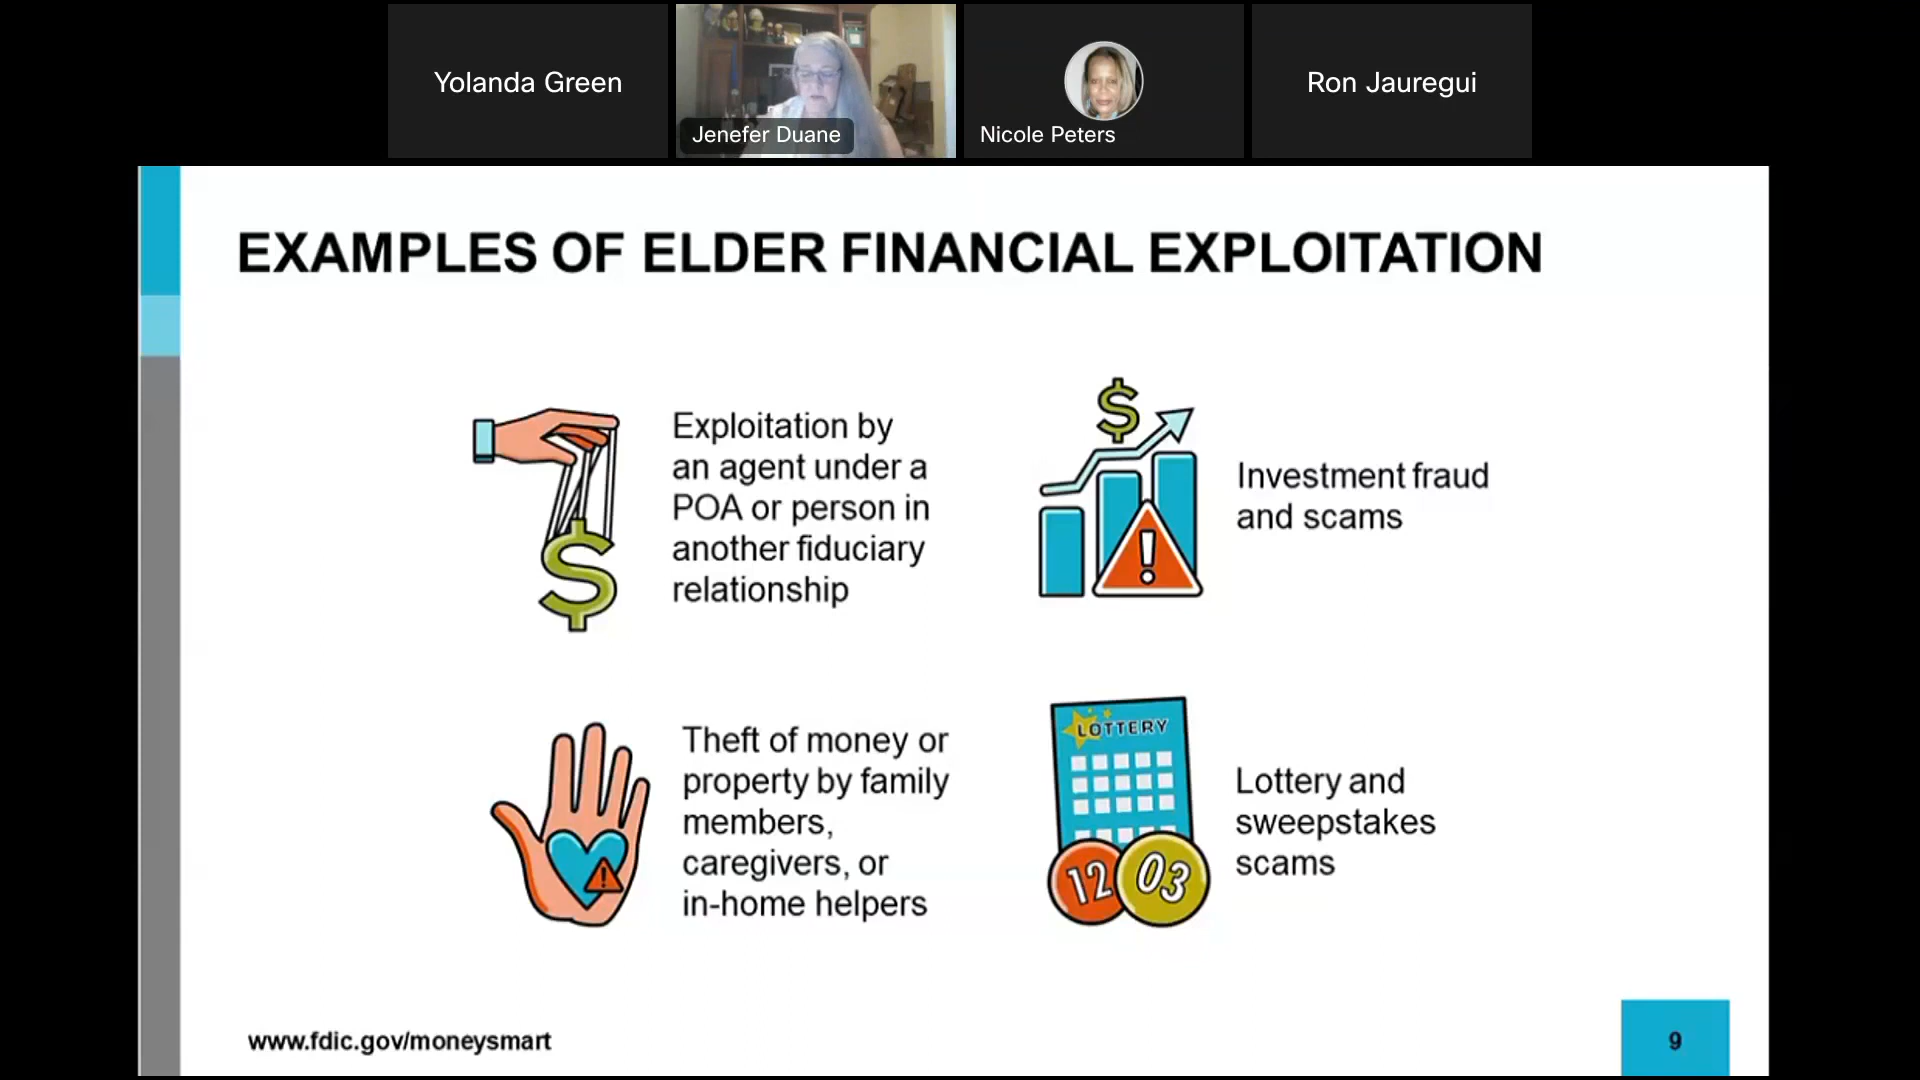 Yolanda Green
Jenefer Duane
Nicole Peters
Ron Jauregui
EXAMPLES OF ELDER FINANCIAL EXPLOITATION
Exploitation by
an agent under a
POA or person in
another fiduciary
relationship
$
Investment fraud
and scams
$
!
Theft of money or
property by family
members,
caregivers, or
in-home helpers
!
LOTTERY
12
03
Lottery and
sweepstakes
scams
www.fdic.gov/moneysmart
9